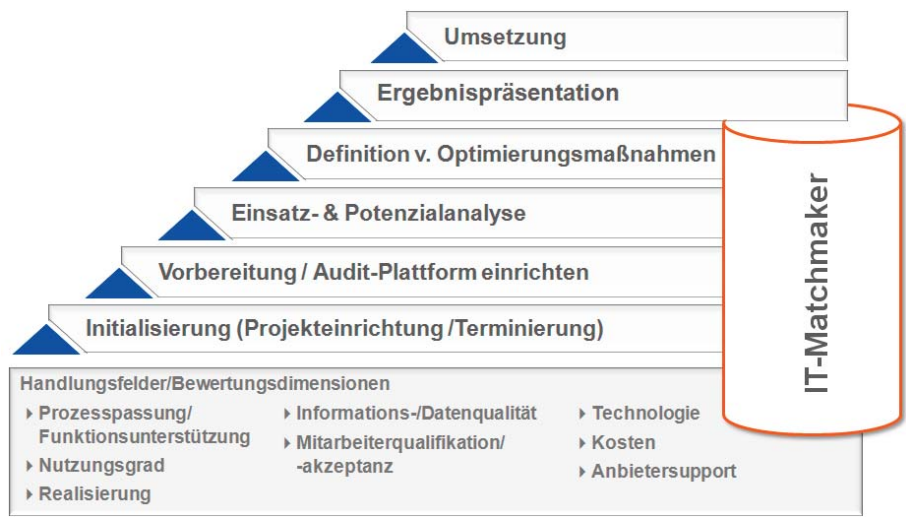 Umsetzung
Ergebnispräsentation
Definition v. Optimierungsmaßnahmen
Einsatz- & Potenzialanalyse
Vorbereitung / Audit-Plattform einrichten
Initialisierung (Projekteinrichtung /Terminierung)
IT-Matchmaker
Handlungsfelder/Bewertungsdimensionen
Prozesspassung/
Funktionsunterstützung
Nutzungsgrad
Realisierung
Informations-/Datenqualität
Mitarbeiterqualifikation/
-akzeptanz
Technologie
Kosten
Anbietersupport